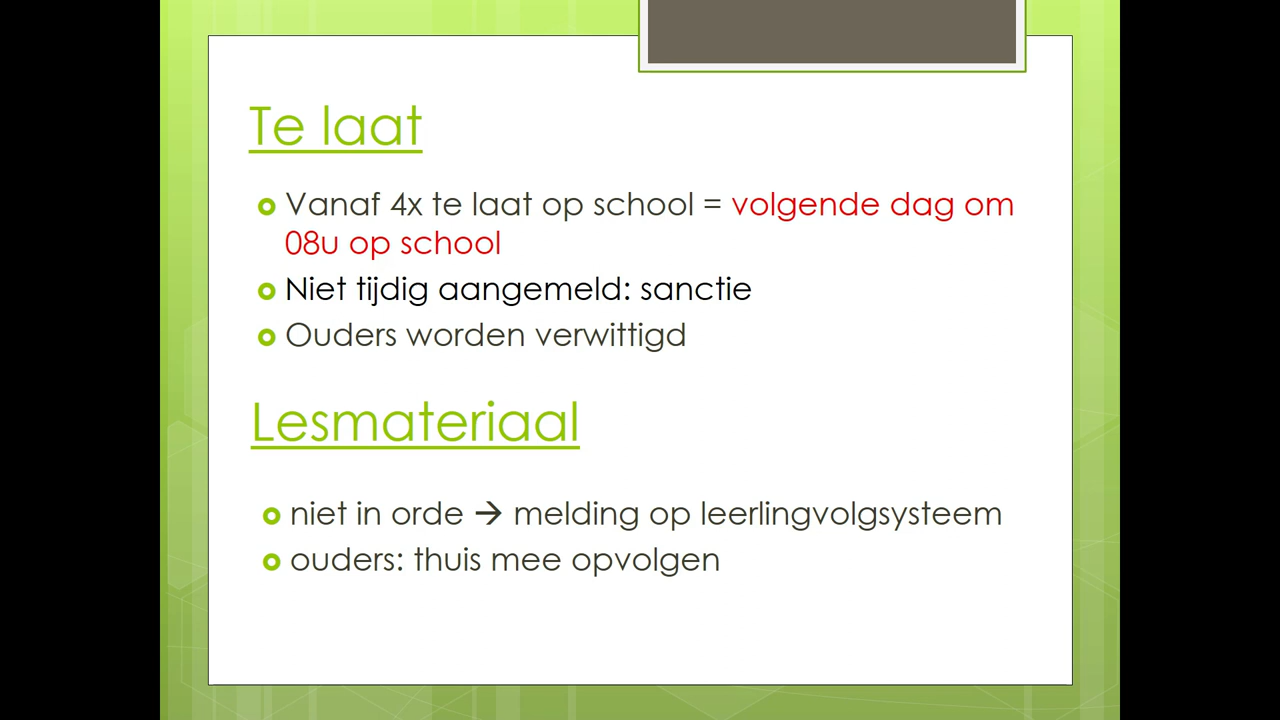 Te laat
Vanaf 4x te laat op school = volgende dag om
08u op school
Niet tijdig aangemeld: sanctie
Ouders worden verwittigd
Lesmateriaal
niet in orde → melding op leerlingvolgsysteem
ouders: thuis mee opvolgen